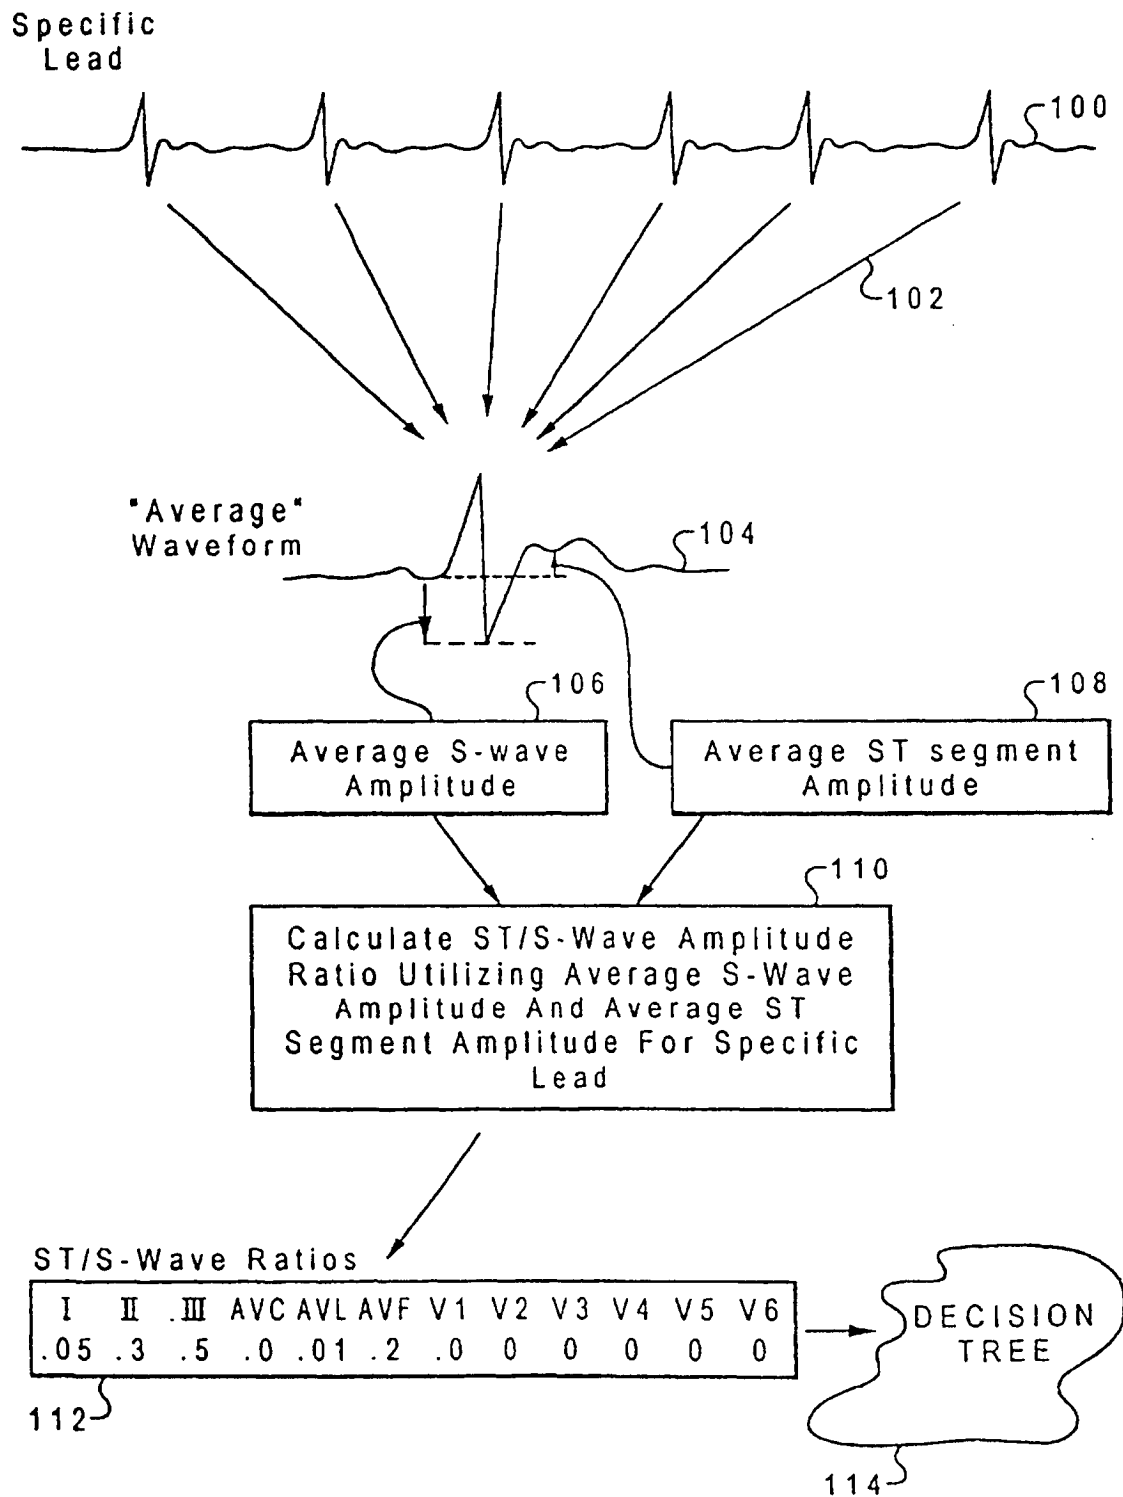 Specific
Lead
100
102
"Average"
Waveform
104
106
108
Average S-wave
Amplitude
Average ST segment
Amplitude
110
Calculate ST/S-Wave Amplitude
Ratio Utilizing Average S-Wave
Amplitude And Average ST
Segment Amplitude For Specific
Lead
ST/S-Wave Ratios
I II .III AVC AVL AVF V1 V2 V3 V4 V5 V6
.05 .3 .5 .0 .01 .2 .0 0 0 0 0 0
DECISION
TREE
112
114